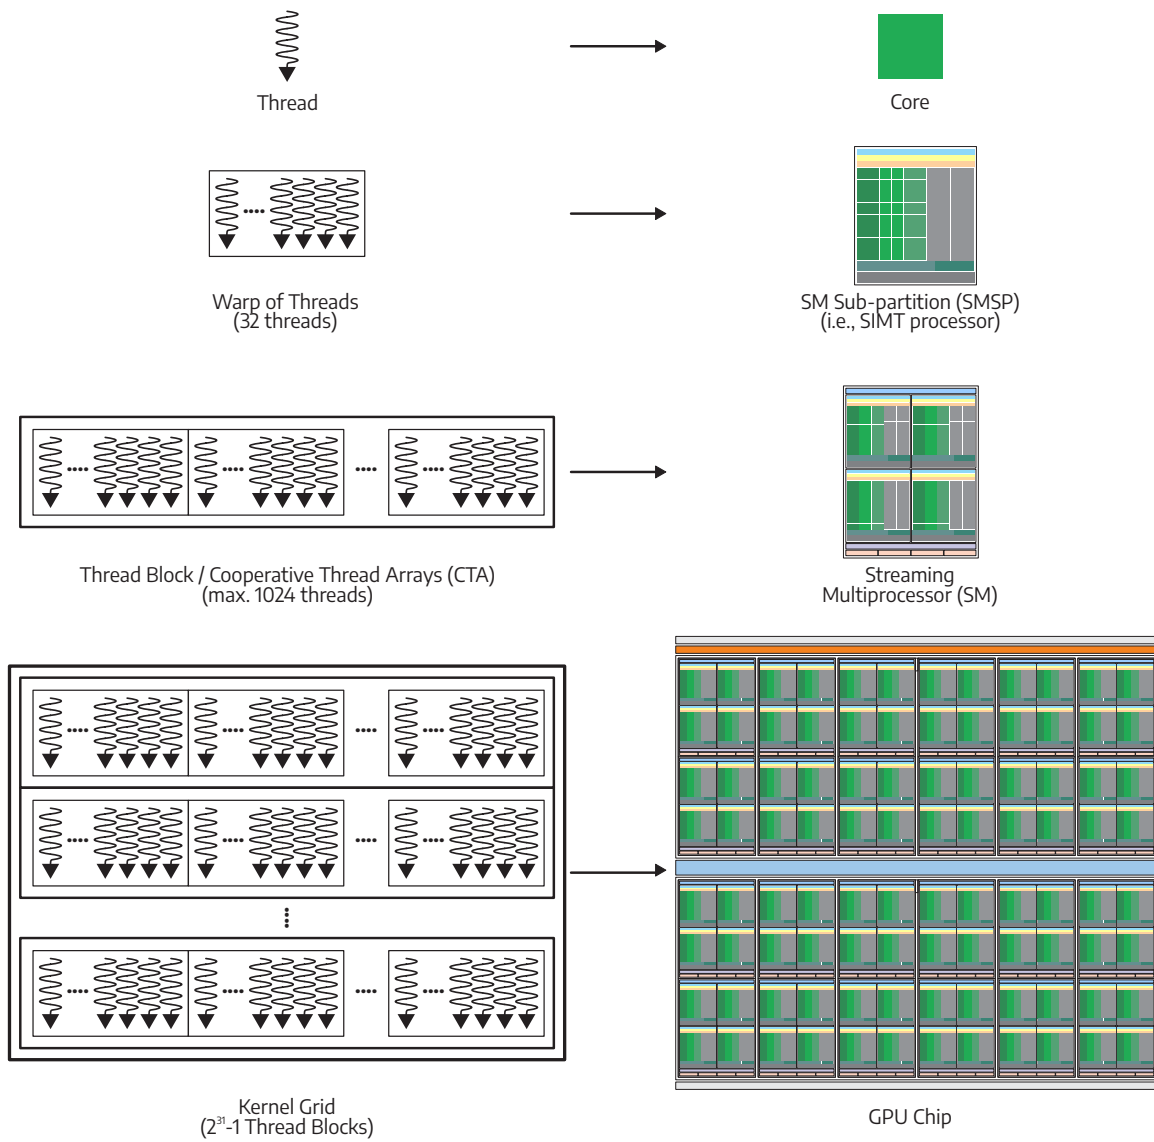 Thread
Core
Warp of Threads
(32 threads)
SM Sub-partition (SMSP)
(i.e., SIMT processor)
Thread Block / Cooperative Thread Arrays (CTA)
(max. 1024 threads)
Streaming
Multiprocessor (SM)
Kernel Grid
(2³¹-1 Thread Blocks)
GPU Chip